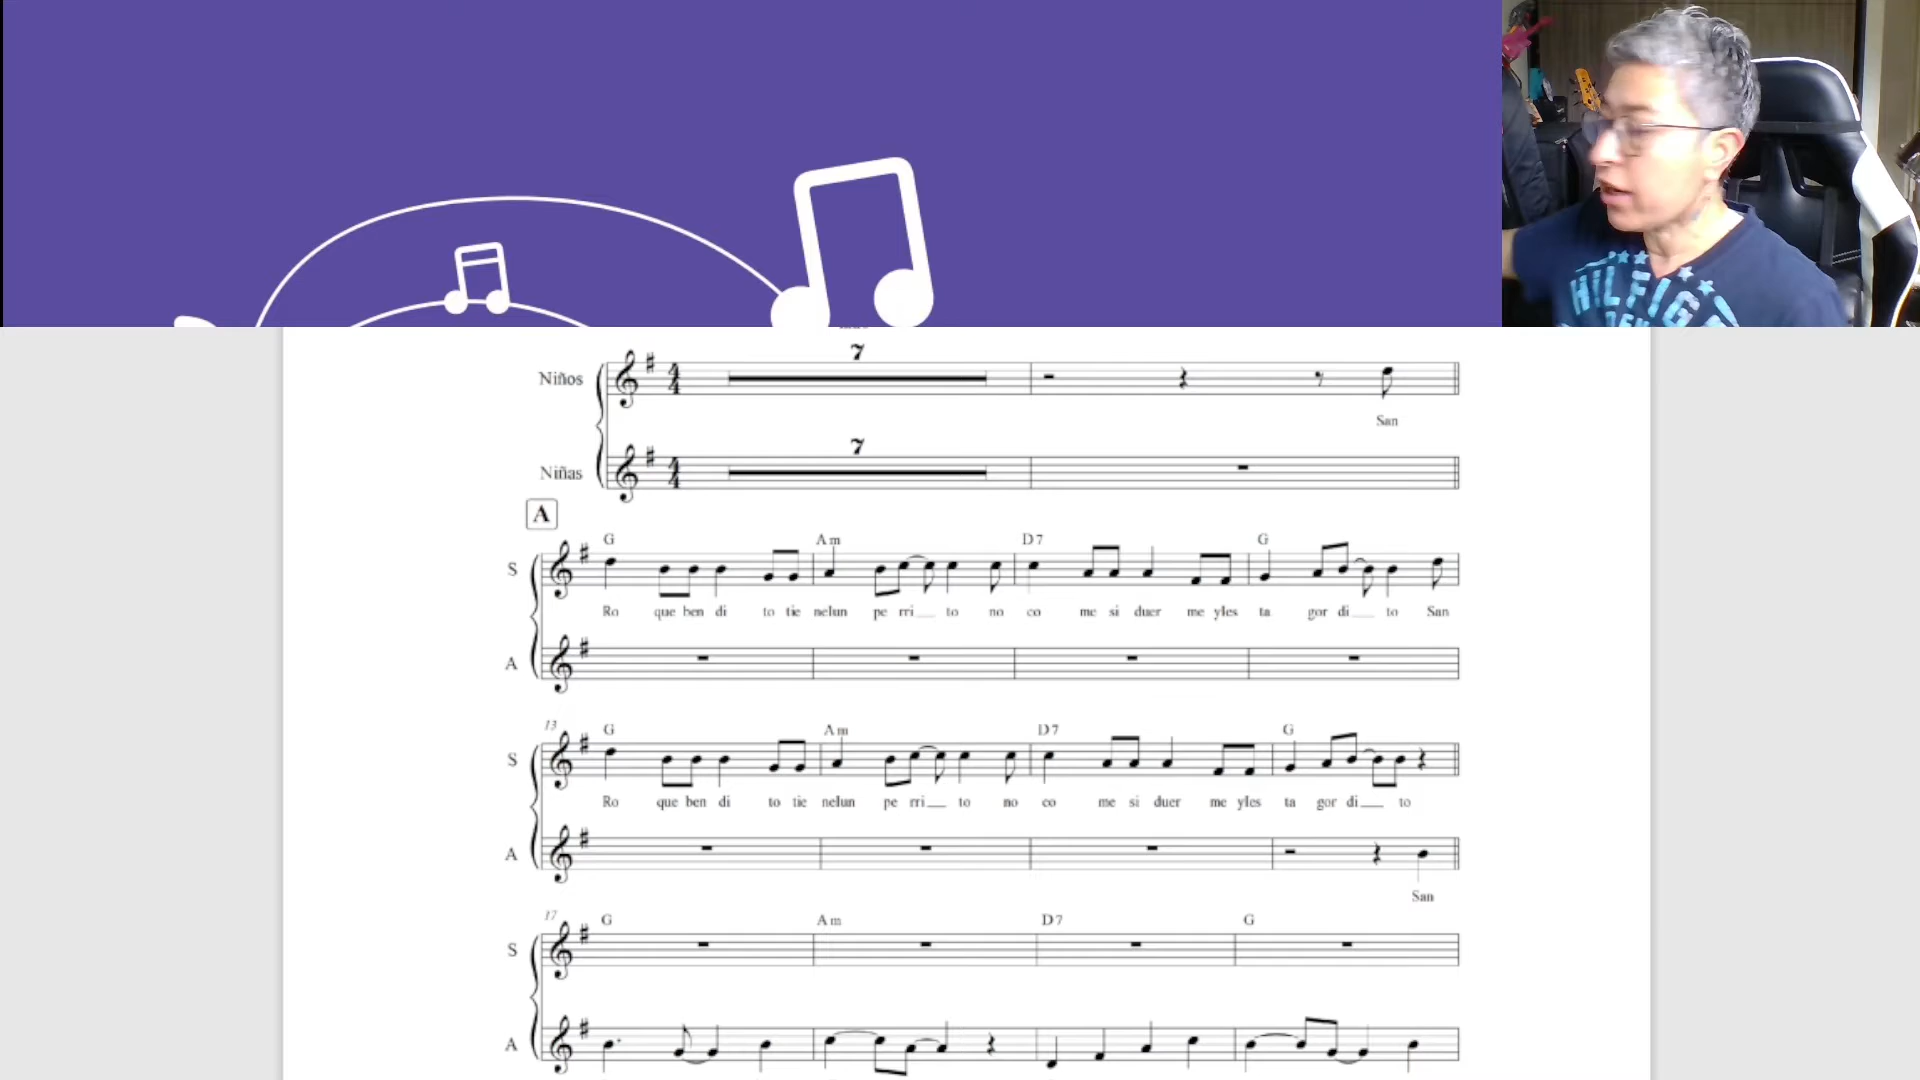 HILFIG
7
Niños
San
7
Niñas
A
G Am D7 G
S
Ro que ben di to tie nelun pe rri to no co me si duer me yles ta gor di to San
A
13 G Am D7 G
S
Ro que ben di to tie nelun pe rri to no co me si duer me yles ta gor di to
A
San
17 G Am D7 G
S
A